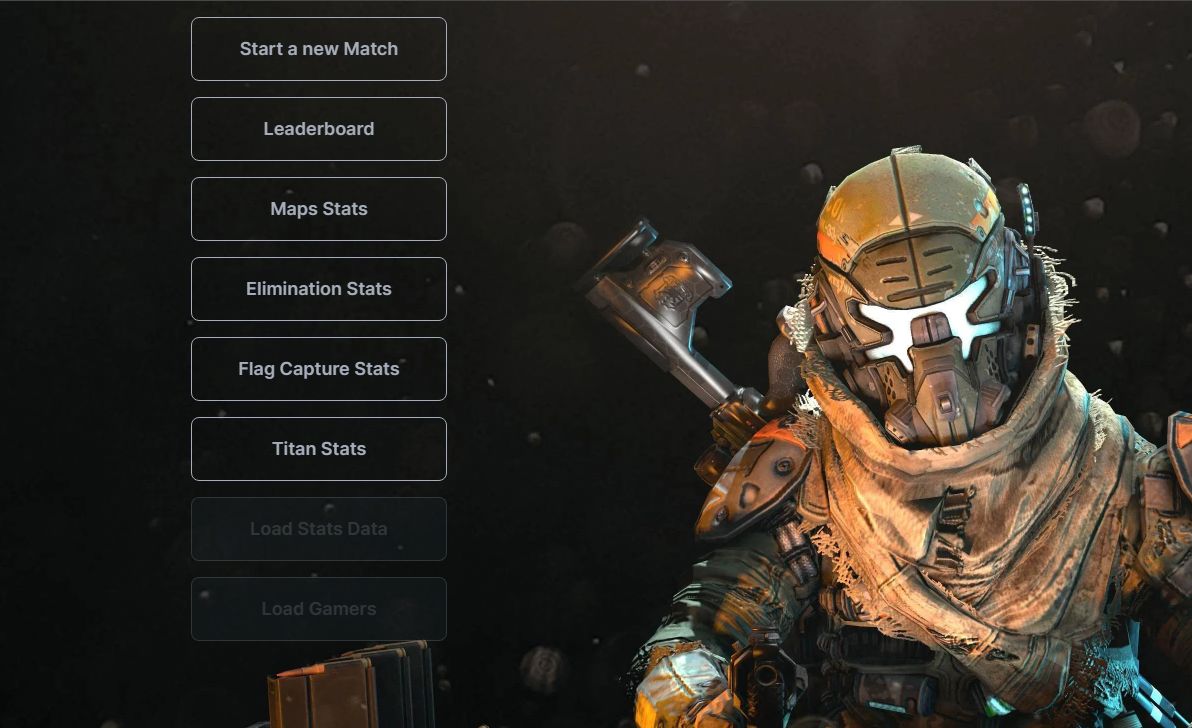 Start a new Match
Leaderboard
Maps Stats
Elimination Stats
Flag Capture Stats
Titan Stats
Load Stats Data
Load Gamers